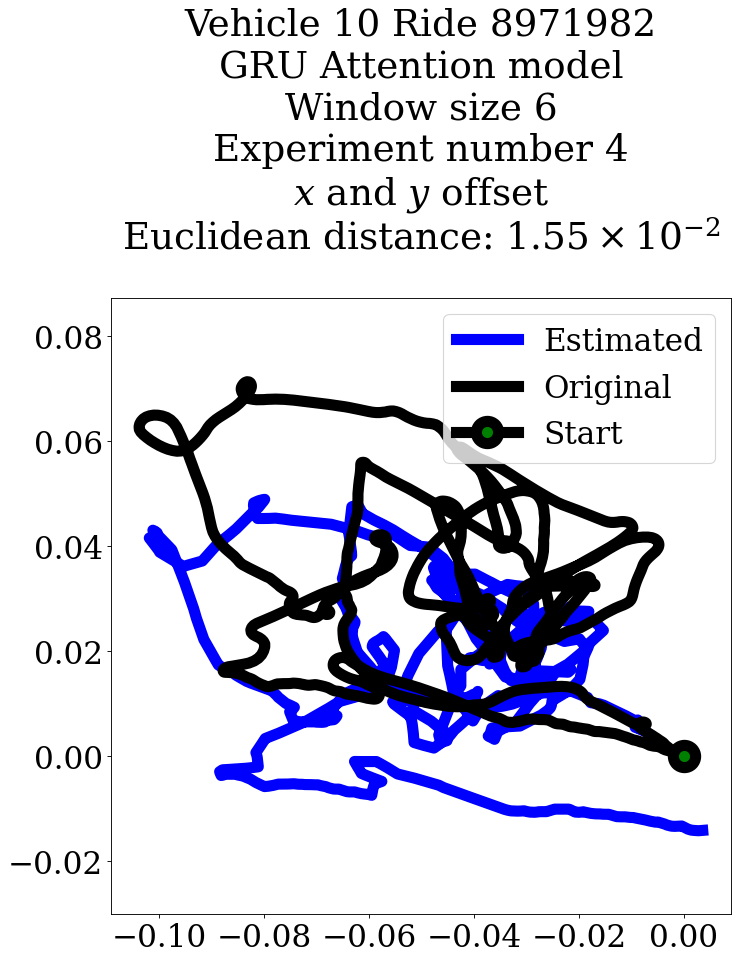 Vehicle 10 Ride 8971982
GRU Attention model
Window size 6
Experiment number 4
x and y offset
Euclidean distance: 1.55 × 10⁻²
Estimated
Original
Start
0.08
0.06
0.04
0.02
0.00
−0.02
−0.10 −0.08 −0.06 −0.04 −0.02 0.00